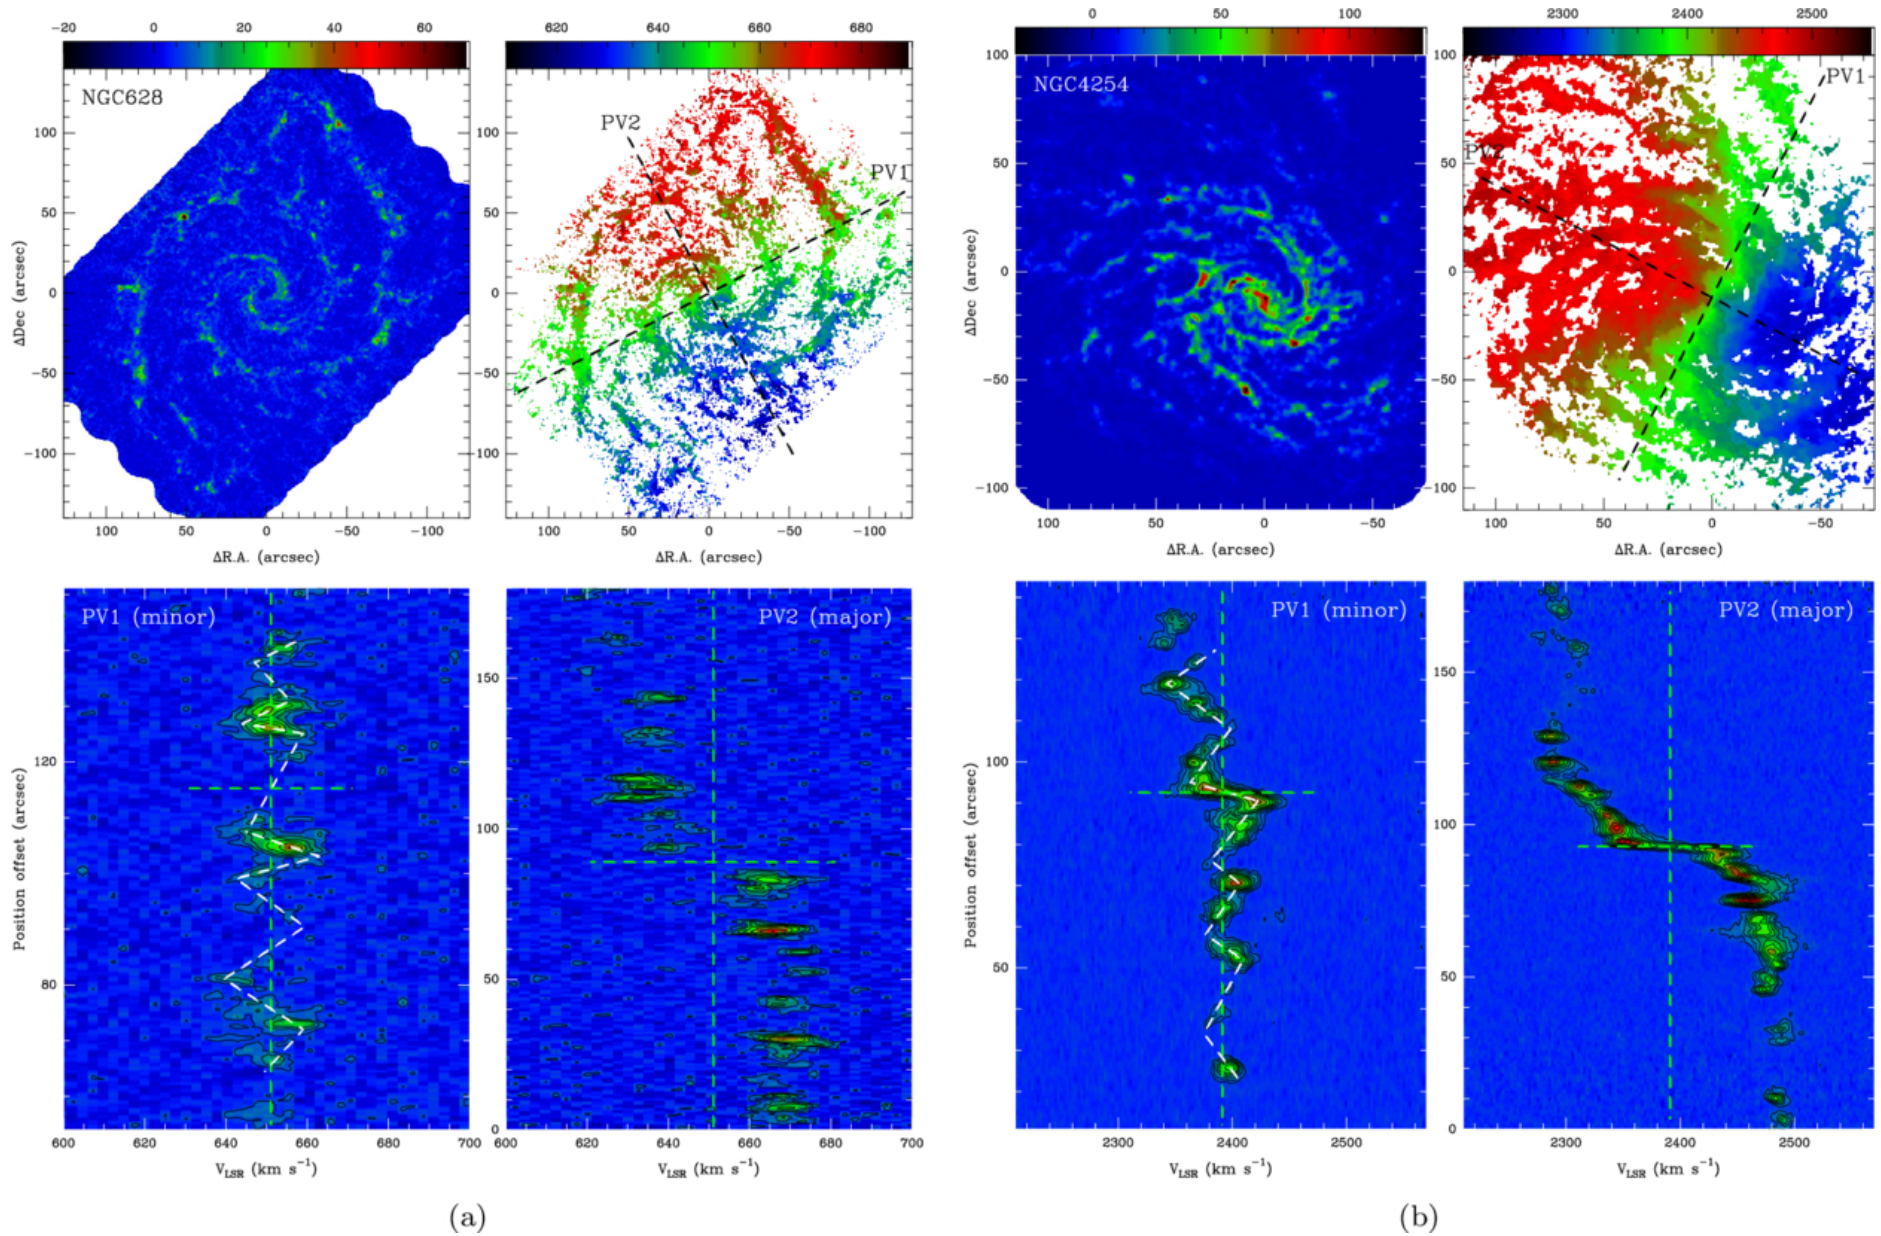 −20 0 20 40 60
620 640 660 680
0 50 100
2300 2400 2500
NGC628
PV2
PV1
NGC4254
PV1
PV2
100
50
0
−50
−100
ΔDec (arcsec)
100
50
0
−50
−100
100
50
0
−50
−100
ΔDec (arcsec)
100
50
0
−50
−100
100 50 0 −50 −100
ΔR.A. (arcsec)
100 50 0 −50 −100
ΔR.A. (arcsec)
100 50 0 −50
ΔR.A. (arcsec)
100 50 0 −50
ΔR.A. (arcsec)
PV1 (minor)
PV2 (major)
PV1 (minor)
PV2 (major)
120
80
Position offset (arcsec)
150
100
50
0
100
50
Position offset (arcsec)
150
100
50
0
600 620 640 660 680 700
V_LSR (km s⁻¹)
600 620 640 660 680 700
V_LSR (km s⁻¹)
2300 2400 2500
V_LSR (km s⁻¹)
2300 2400 2500
V_LSR (km s⁻¹)
(a)
(b)